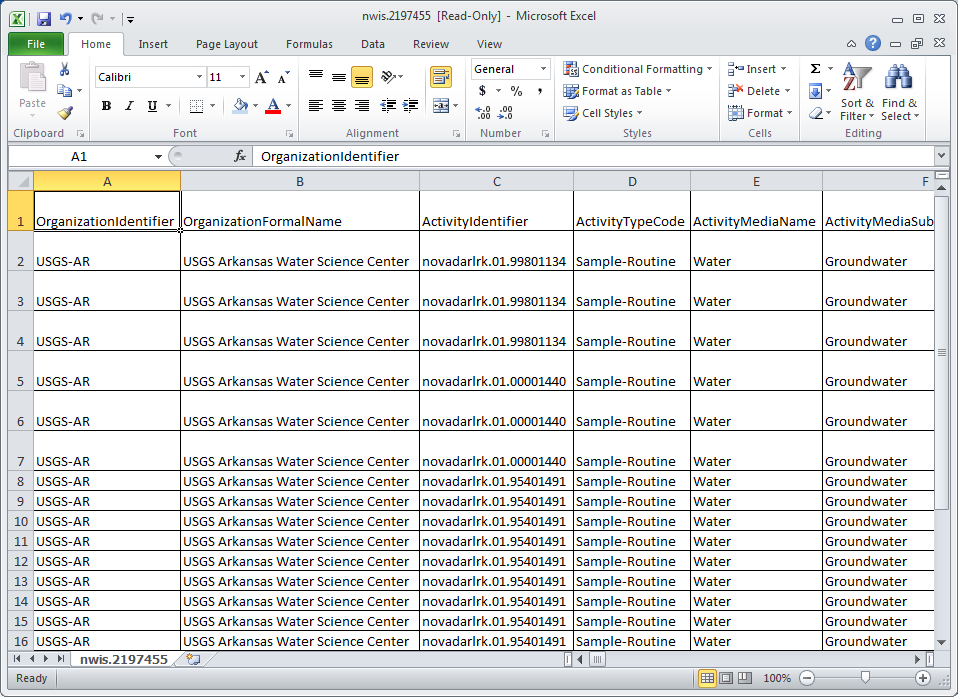 nwis.2197455 [Read-Only] - Microsoft Excel
File Home Insert Page Layout Formulas Data Review View
Paste
Calibri 11
B I U A
General
$ % ,
Conditional Formatting
Format as Table
Cell Styles
Insert
Delete
Format
Σ
Sort & Filter
Find & Select
Clipboard Font Alignment Number Styles Cells Editing
A1 fx OrganizationIdentifier
A B C D E F
1 OrganizationIdentifier OrganizationFormalName ActivityIdentifier ActivityTypeCode ActivityMediaName ActivityMediaSub
2 USGS-AR USGS Arkansas Water Science Center novadarlrk.01.99801134 Sample-Routine Water Groundwater
3 USGS-AR USGS Arkansas Water Science Center novadarlrk.01.99801134 Sample-Routine Water Groundwater
4 USGS-AR USGS Arkansas Water Science Center novadarlrk.01.99801134 Sample-Routine Water Groundwater
5 USGS-AR USGS Arkansas Water Science Center novadarlrk.01.00001440 Sample-Routine Water Groundwater
6 USGS-AR USGS Arkansas Water Science Center novadarlrk.01.00001440 Sample-Routine Water Groundwater
7 USGS-AR USGS Arkansas Water Science Center novadarlrk.01.00001440 Sample-Routine Water Groundwater
8 USGS-AR USGS Arkansas Water Science Center novadarlrk.01.95401491 Sample-Routine Water Groundwater
9 USGS-AR USGS Arkansas Water Science Center novadarlrk.01.95401491 Sample-Routine Water Groundwater
10 USGS-AR USGS Arkansas Water Science Center novadarlrk.01.95401491 Sample-Routine Water Groundwater
11 USGS-AR USGS Arkansas Water Science Center novadarlrk.01.95401491 Sample-Routine Water Groundwater
12 USGS-AR USGS Arkansas Water Science Center novadarlrk.01.95401491 Sample-Routine Water Groundwater
13 USGS-AR USGS Arkansas Water Science Center novadarlrk.01.95401491 Sample-Routine Water Groundwater
14 USGS-AR USGS Arkansas Water Science Center novadarlrk.01.95401491 Sample-Routine Water Groundwater
15 USGS-AR USGS Arkansas Water Science Center novadarlrk.01.95401491 Sample-Routine Water Groundwater
16 USGS-AR USGS Arkansas Water Science Center novadarlrk.01.95401491 Sample-Routine Water Groundwater
nwis.2197455
Ready 100%